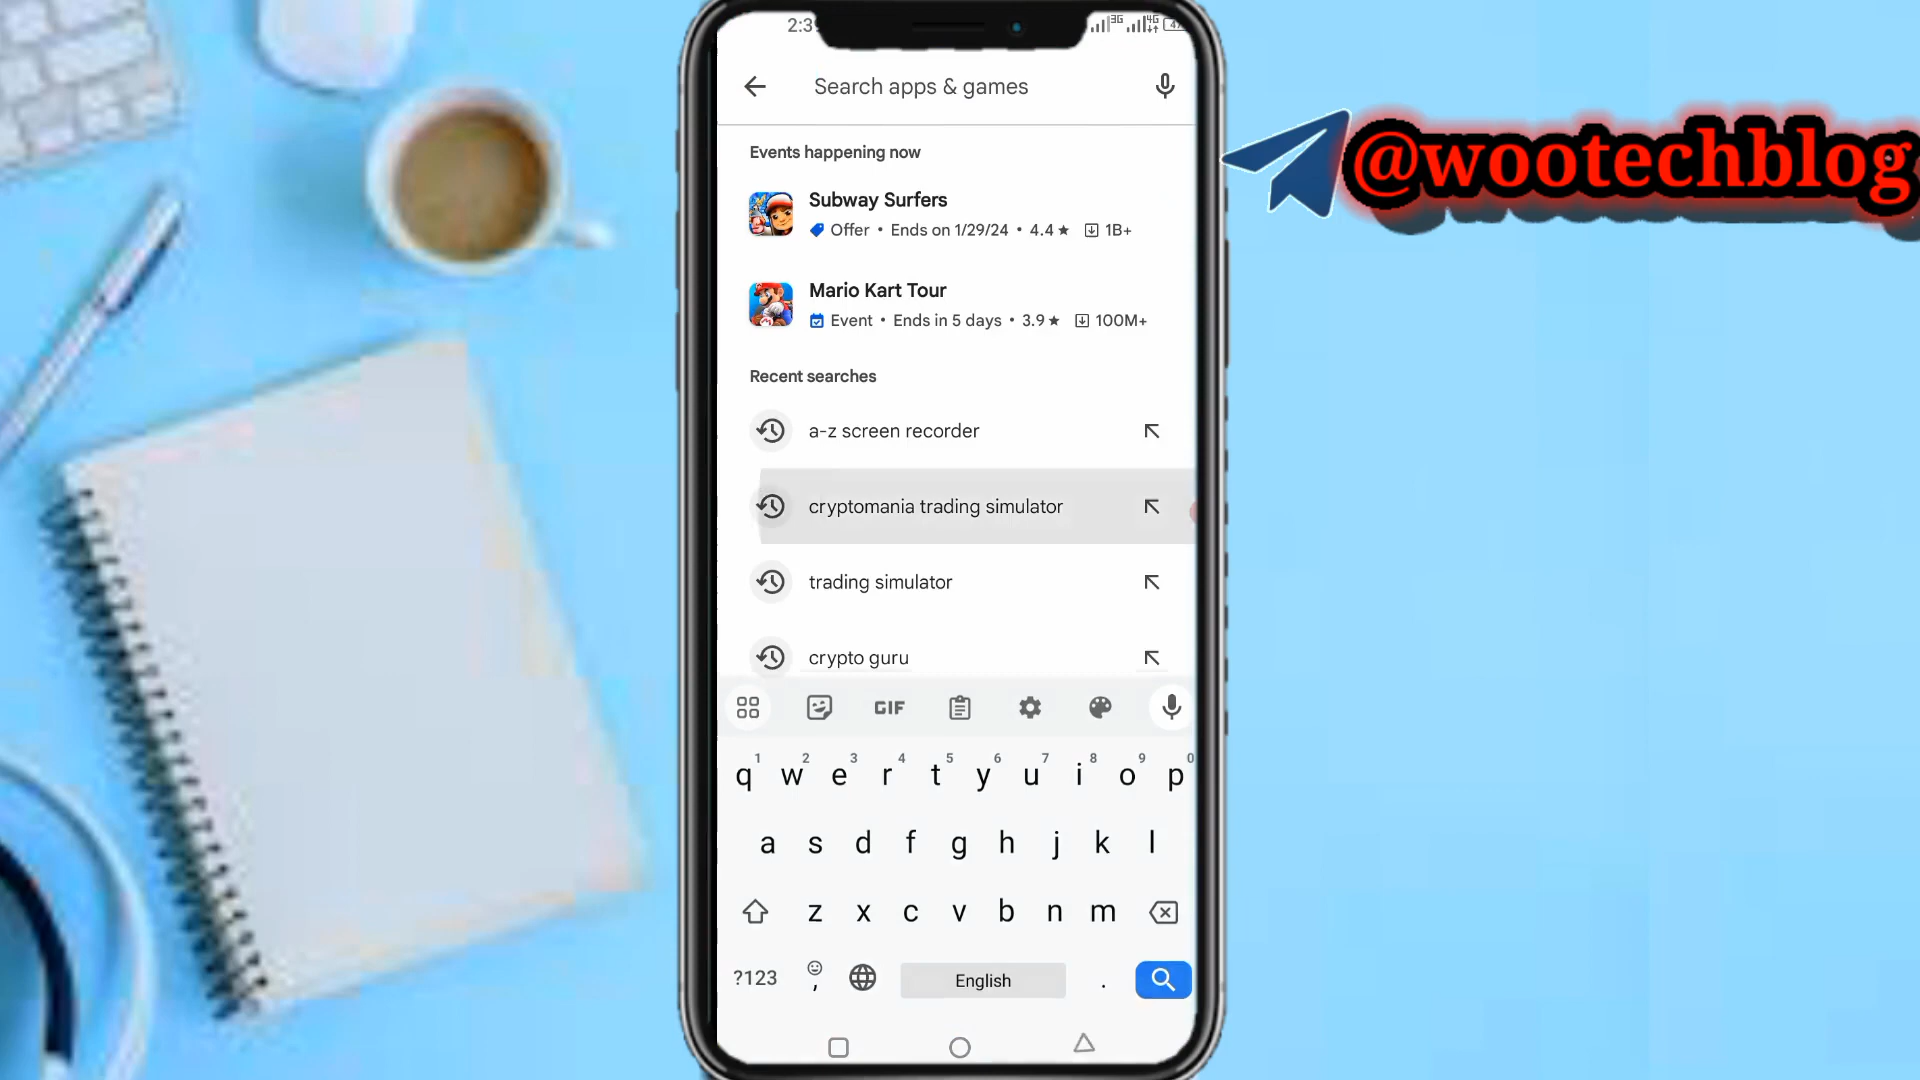 2:3
3G 4G
Search apps & games
@wootechblog
Events happening now
Subway Surfers
Offer • Ends on 1/29/24 • 4.4 ★ 1B+
Mario Kart Tour
Event • Ends in 5 days • 3.9 ★ 100M+
Recent searches
a-z screen recorder
cryptomania trading simulator
trading simulator
crypto guru
GIF
1 2 3 4 5 6 7 8 9 0
q w e r t y u i o p
a s d f g h j k l
z x c v b n m
?123 , English .